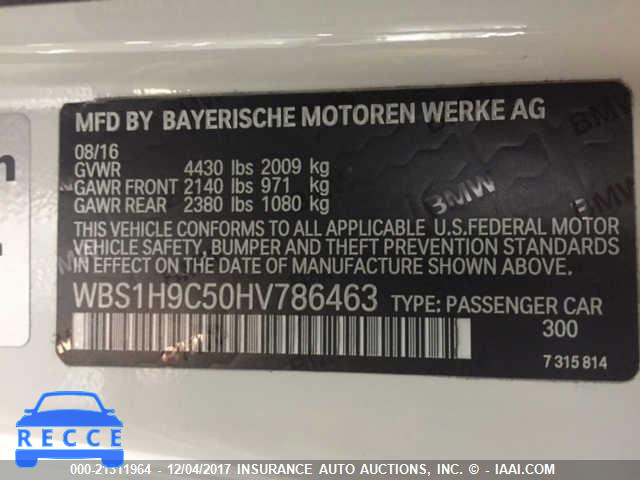 MFD BY BAYERISCHE MOTOREN WERKE AG
08/16
GVWR 4430 lbs 2009 kg
GAWR FRONT 2140 lbs 971 kg
GAWR REAR 2380 lbs 1080 kg
THIS VEHICLE CONFORMS TO ALL APPLICABLE U.S.FEDERAL MOTOR
VEHICLE SAFETY, BUMPER AND THEFT PREVENTION STANDARDS
IN EFFECT ON THE DATE OF MANUFACTURE SHOWN ABOVE.
WBS1H9C50HV786463 TYPE: PASSENGER CAR
300
7 315 814
BMW
BMW
RECCE
000-21311964 - 12/04/2017 INSURANCE AUTO AUCTIONS, INC. © - IAAI.COM